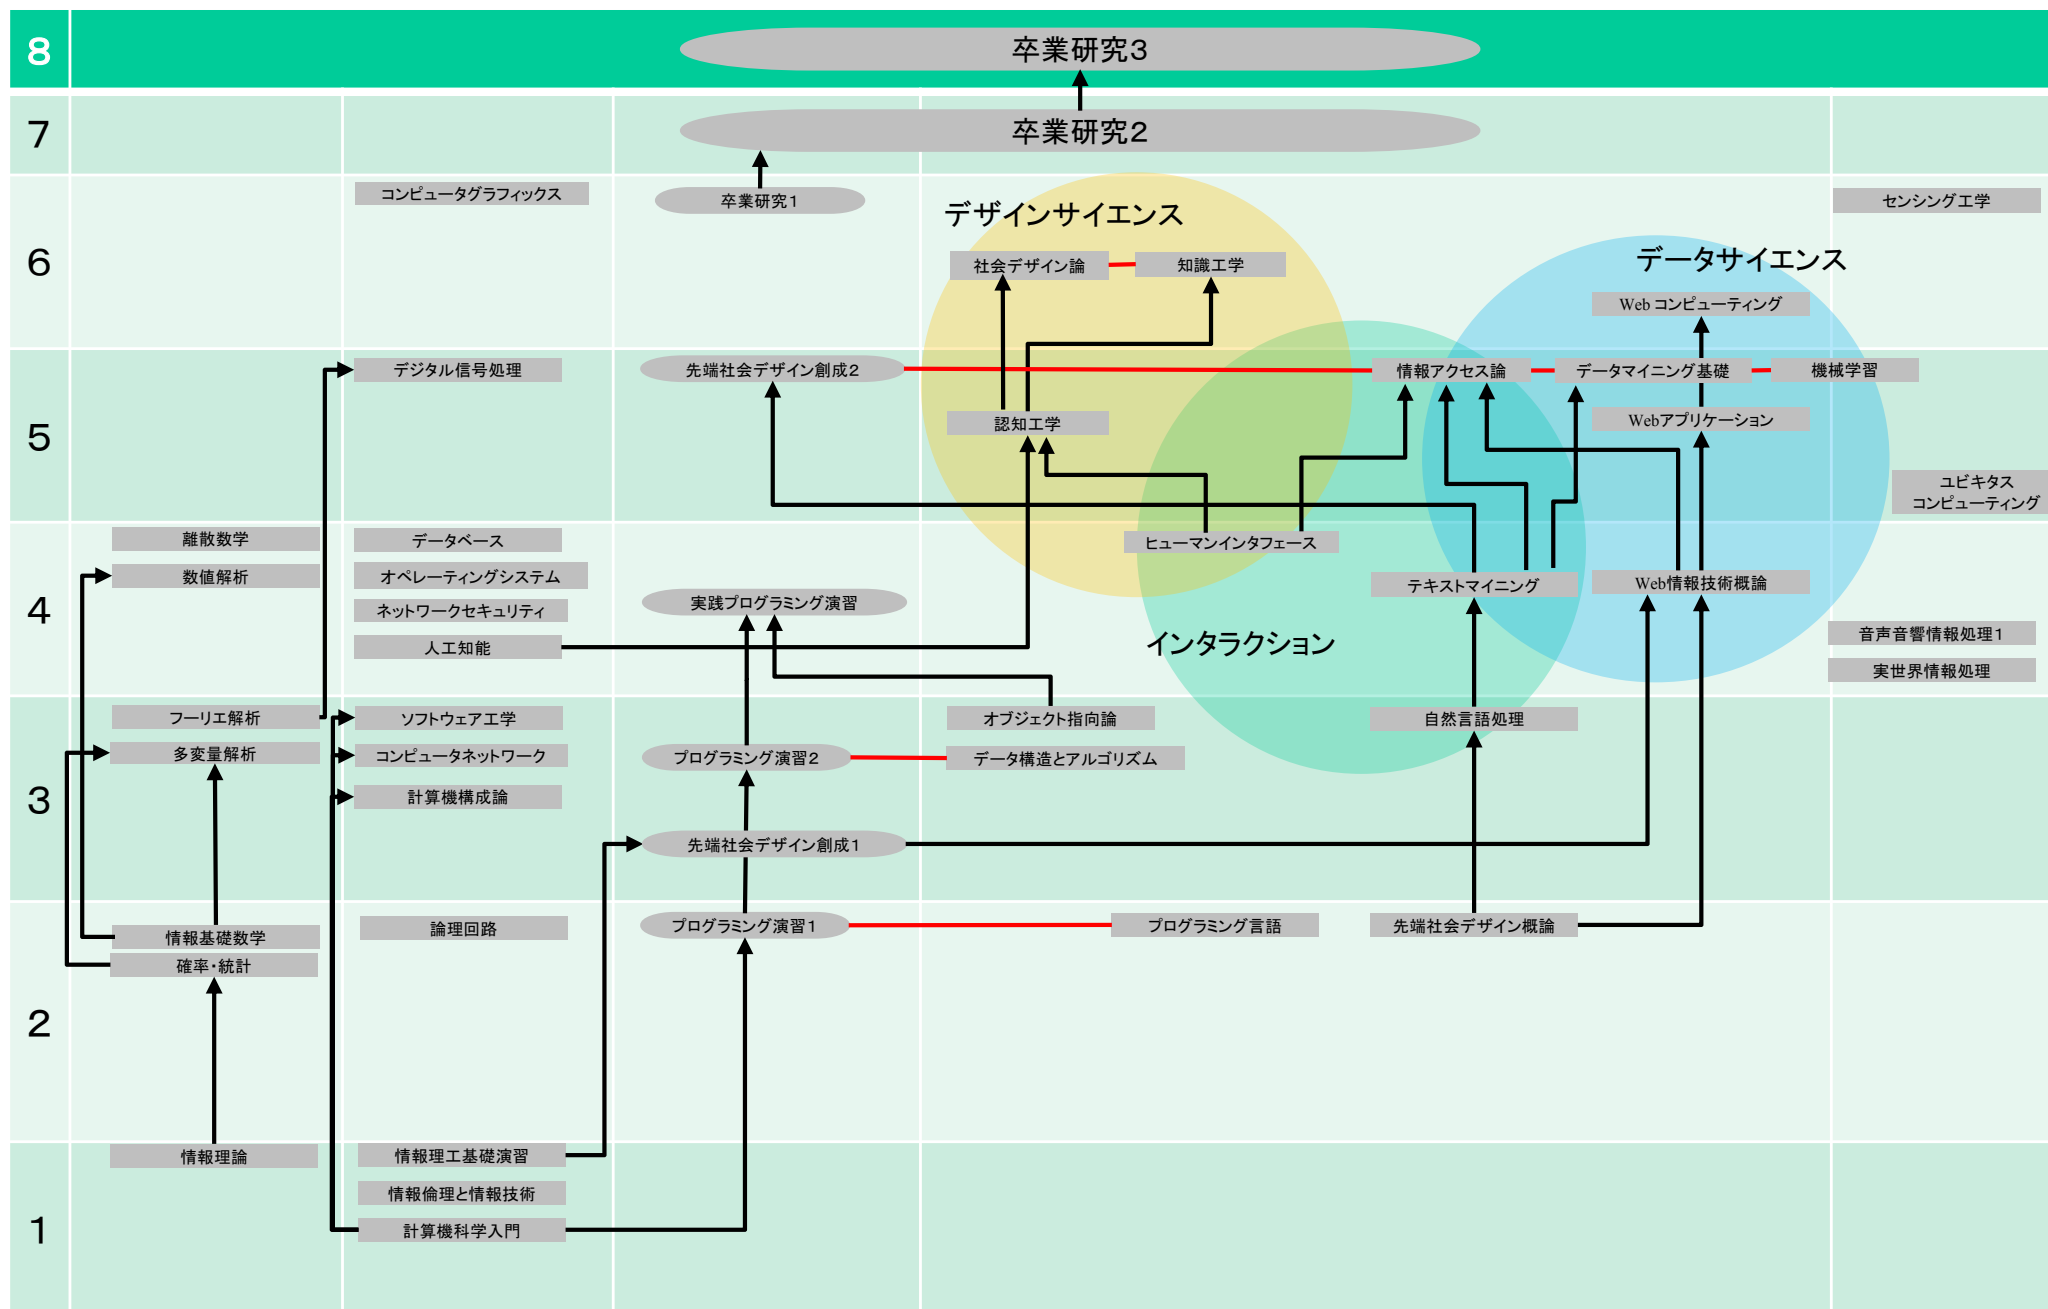 8
卒業研究3
7
卒業研究2
6
コンピュータグラフィックス
卒業研究1
デザインサイエンス
センシング工学
データサイエンス
社会デザイン論
知識工学
Web コンピューティング
5
デジタル信号処理
先端社会デザイン創成2
情報アクセス論
データマイニング基礎
機械学習
認知工学
Webアプリケーション
ユビキタス
コンピューティング
4
離散数学
データベース
ヒューマンインタフェース
数値解析
オペレーティングシステム
テキストマイニング
Web情報技術概論
ネットワークセキュリティ
実践プログラミング演習
人工知能
インタラクション
音声音響情報処理1
実世界情報処理
3
フーリエ解析
ソフトウェア工学
オブジェクト指向論
自然言語処理
多変量解析
コンピュータネットワーク
プログラミング演習2
データ構造とアルゴリズム
計算機構成論
先端社会デザイン創成1
2
情報基礎数学
論理回路
プログラミング演習1
プログラミング言語
先端社会デザイン概論
確率・統計
1
情報理論
情報理工基礎演習
情報倫理と情報技術
計算機科学入門